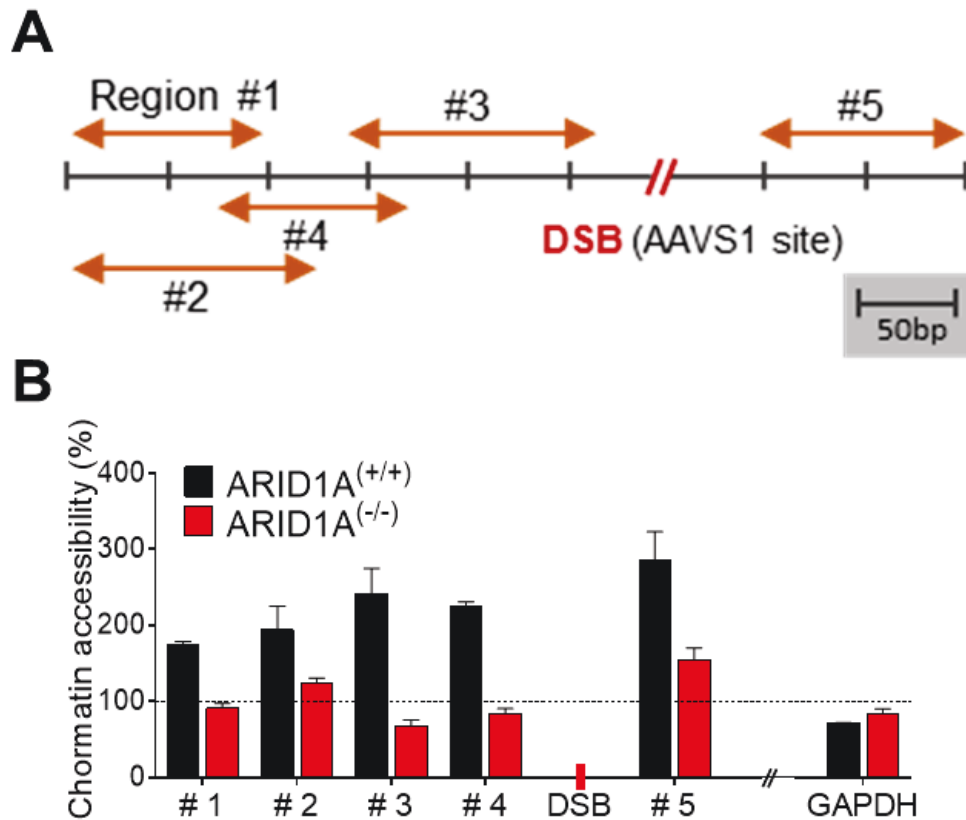 A
Region #1
#3
#5
#4
DSB (AAVS1 site)
#2
50bp
B
Chormatin accessibility (%)
400
300
200
100
0
ARID1A(+/+)
ARID1A(-/-)
# 1
# 2
# 3
# 4
DSB
# 5
GAPDH